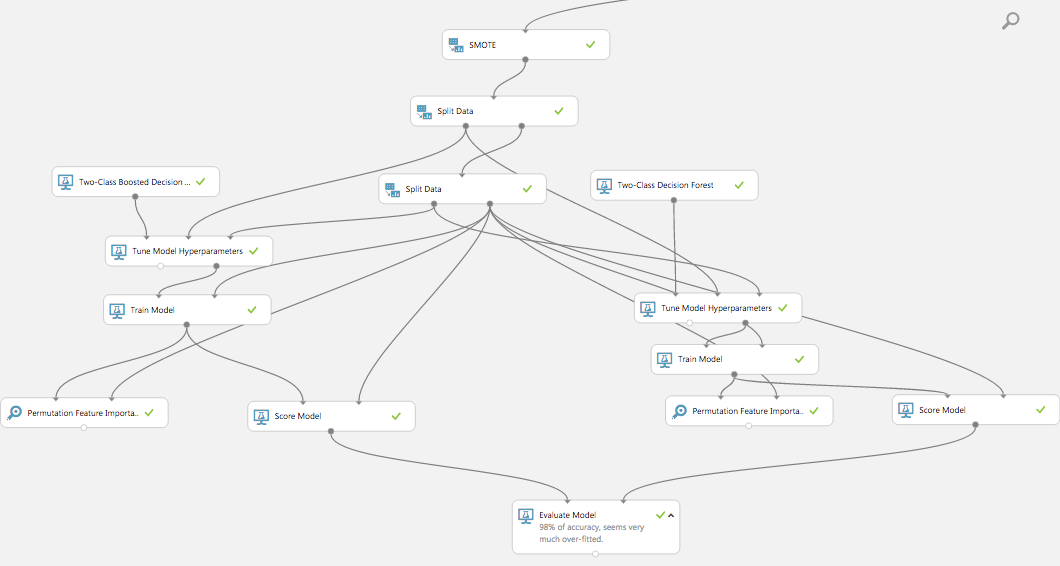 SMOTE
Split Data
Two-Class Boosted Decision ...
Split Data
Two-Class Decision Forest
Tune Model Hyperparameters
Train Model
Tune Model Hyperparameters
Train Model
Permutation Feature Importa..
Score Model
Permutation Feature Importa..
Score Model
Evaluate Model
98% of accuracy, seems very
much over-fitted.